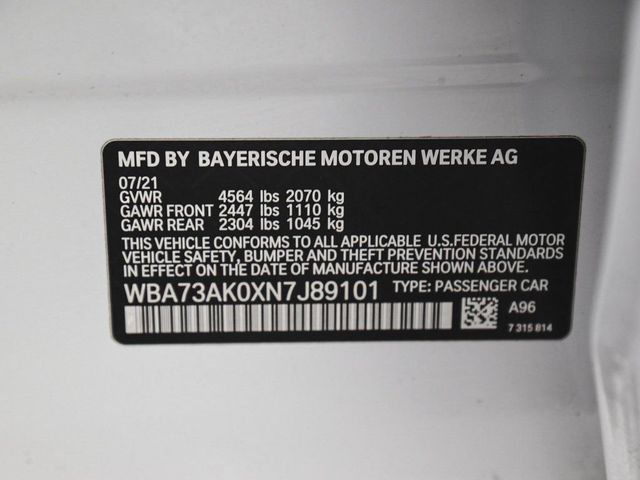 MFD BY BAYERISCHE MOTOREN WERKE AG
07/21
GVWR 4564 lbs 2070 kg
GAWR FRONT 2447 lbs 1110 kg
GAWR REAR 2304 lbs 1045 kg
THIS VEHICLE CONFORMS TO ALL APPLICABLE U.S.FEDERAL MOTOR
VEHICLE SAFETY, BUMPER AND THEFT PREVENTION STANDARDS
IN EFFECT ON THE DATE OF MANUFACTURE SHOWN ABOVE.
WBA73AK0XN7J89101 TYPE: PASSENGER CAR
A96
7 315 814